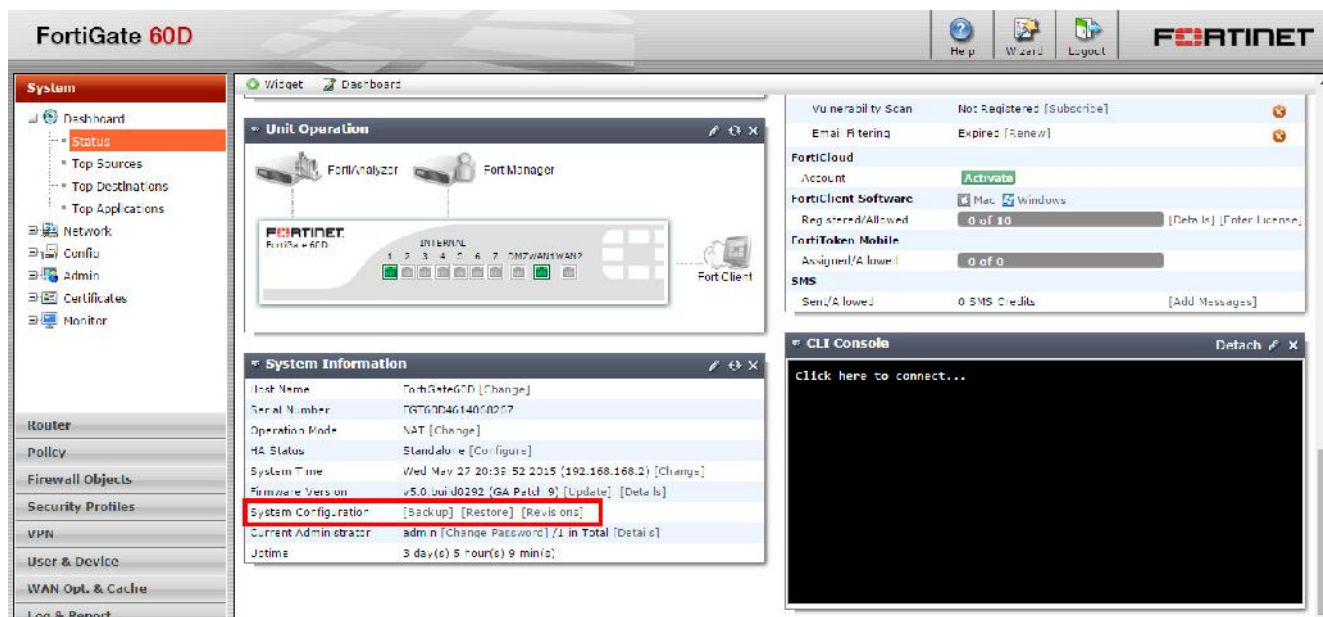 FortiGate 60D
Help
Wizard
Logout
FORTINET
System
Widget Dashboard
Dashboard
Status
Top Sources
Top Destinations
Top Applications
Network
Config
Admin
Certificates
Monitor
Router
Policy
Firewall Objects
Security Profiles
VPN
User & Device
WAN Opt. & Cache
Log & Report
Unit Operation
FortiAnalyzer
FortiManager
FORTINET
FortiGate 60D
INTERNAL
1 2 3 4 5 6 7 DMZ WAN1 WAN2
FortiClient
System Information
Host Name FortiGate60D [Change]
Serial Number
Operation Mode NAT [Change]
HA Status Standalone [Configure]
System Time Wed May 27 20:39:52 2015 (192.168.168.2) [Change]
Firmware Version v5.0,build0292 (GA Patch 9) [Update] [Details]
System Configuration [Backup] [Restore] [Revisions]
Current Administrator admin [Change Password] /1 in Total [Details]
Uptime 3 day(s) 5 hour(s) 9 min(s)
Vulnerability Scan Not Registered [Subscribe]
Email Filtering Expired [Renew]
FortiCloud
Account Activate
FortiClient Software Mac Windows
Registered/Allowed 0 of 10 [Details] [Enter License]
FortiToken Mobile
Assigned/Allowed 0 of 0
SMS
Sent/Allowed 0 SMS Credits [Add Messages]
CLI Console Detach
Click here to connect...